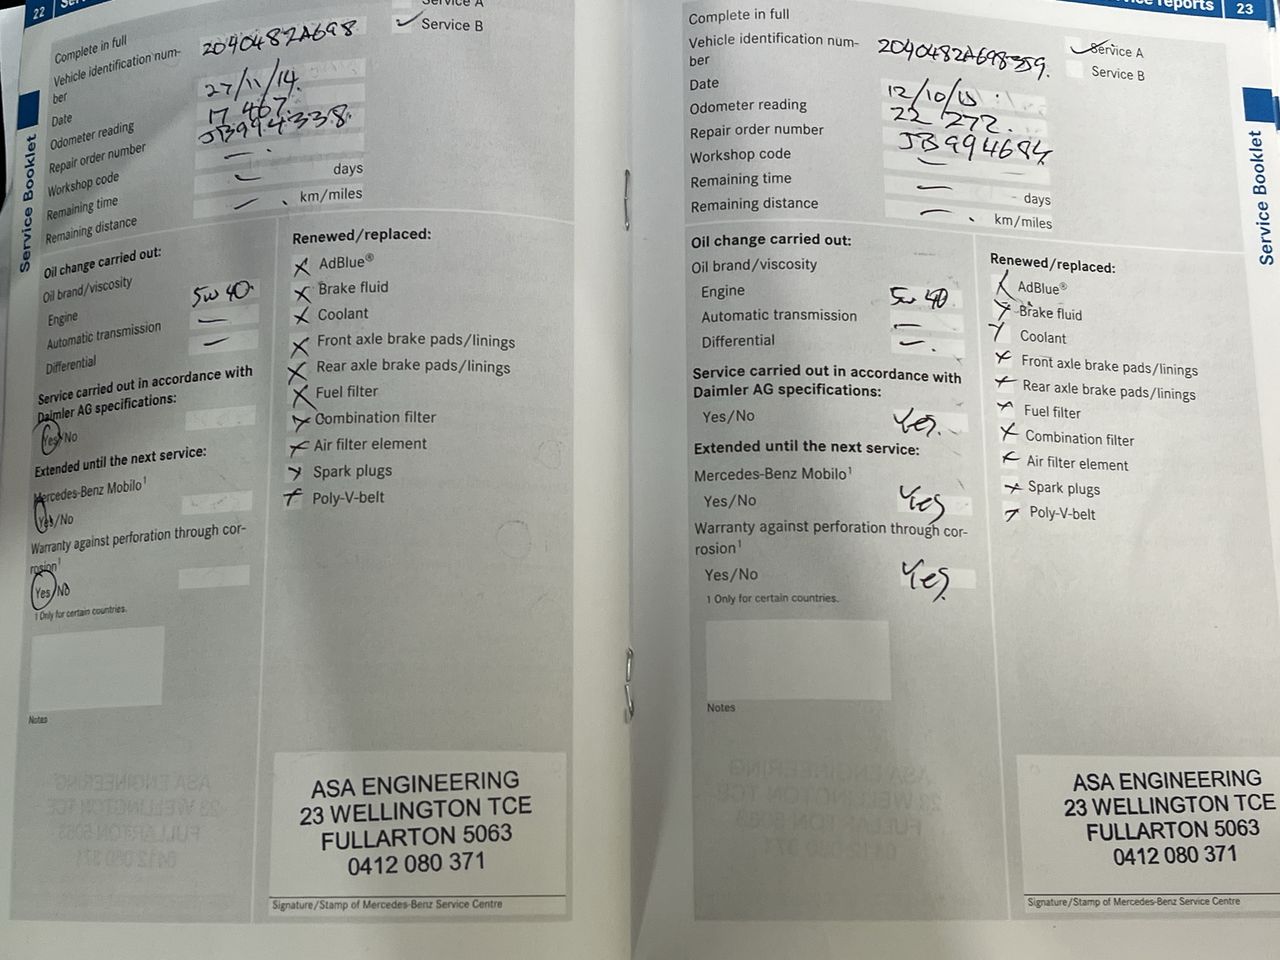 22
Service A
Service B
Complete in full
Vehicle identification num-
ber
2040482A698
Date
27/11/14.
Odometer reading
17 467.
Repair order number
JB994338.
Workshop code
Remaining time
days
Remaining distance
km/miles
Service Booklet
Oil change carried out:
Oil brand/viscosity
Engine
5w 40.
Automatic transmission
Differential
Service carried out in accordance with
Daimler AG specifications:
Yes/No
Extended until the next service:
Mercedes-Benz Mobilo¹
Yes/No
Warranty against perforation through cor-
rosion¹
Yes/No
1 Only for certain countries.
Notes
Renewed/replaced:
AdBlue®
Brake fluid
Coolant
Front axle brake pads/linings
Rear axle brake pads/linings
Fuel filter
Combination filter
Air filter element
Spark plugs
Poly-V-belt
ASA ENGINEERING
23 WELLINGTON TCE
FULLARTON 5063
0412 080 371
Signature/Stamp of Mercedes-Benz Service Centre
reports 23
Service A
Service B
Complete in full
Vehicle identification num-
ber
2040482A698359.
Date
12/10/15
Odometer reading
22 272.
Repair order number
JB994684
Workshop code
Remaining time
days
Remaining distance
km/miles
Service Booklet
Oil change carried out:
Oil brand/viscosity
Engine
5w 40.
Automatic transmission
Differential
Service carried out in accordance with
Daimler AG specifications:
Yes/No
Yes.
Extended until the next service:
Mercedes-Benz Mobilo¹
Yes/No
Yes
Warranty against perforation through cor-
rosion¹
Yes/No
Yes.
1 Only for certain countries.
Notes
Renewed/replaced:
AdBlue®
Brake fluid
Coolant
Front axle brake pads/linings
Rear axle brake pads/linings
Fuel filter
Combination filter
Air filter element
Spark plugs
Poly-V-belt
ASA ENGINEERING
23 WELLINGTON TCE
FULLARTON 5063
0412 080 371
Signature/Stamp of Mercedes-Benz Service Centre